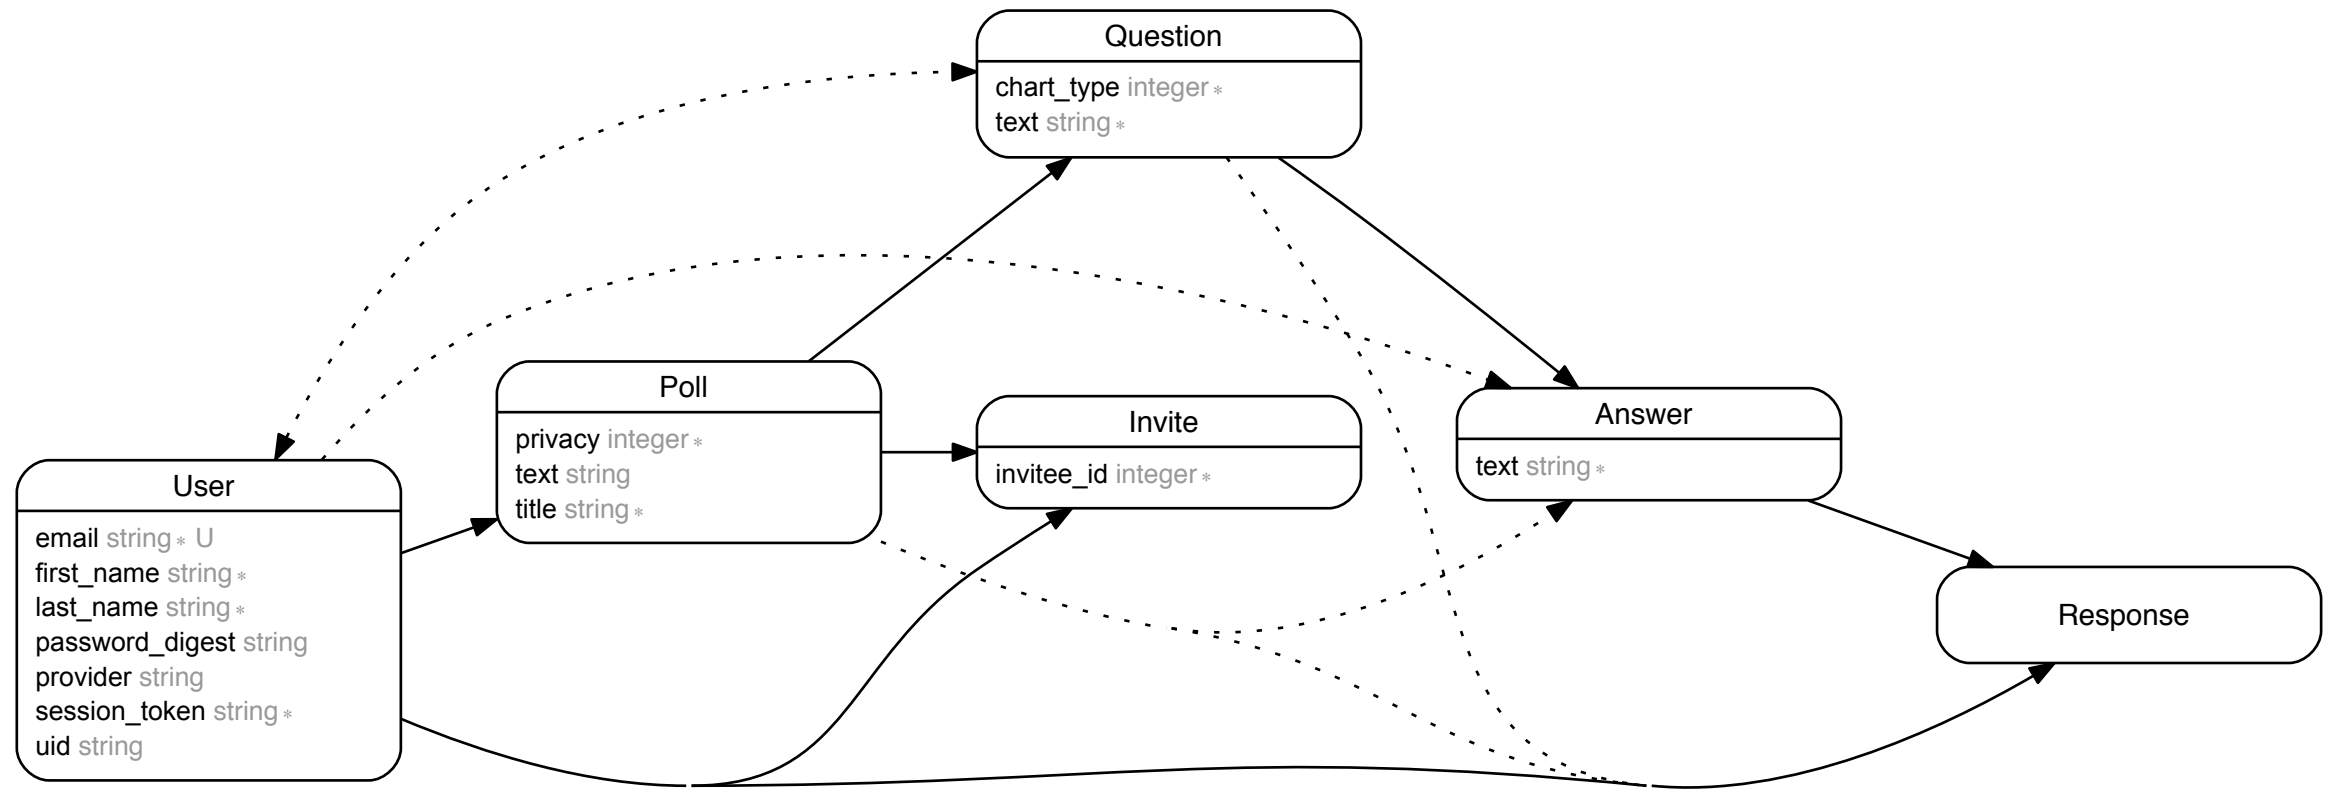 Question
chart_type integer *
text string *
Poll
privacy integer *
text string
title string *
Invite
invitee_id integer *
Answer
text string *
User
email string * U
first_name string *
last_name string *
password_digest string
provider string
session_token string *
uid string
Response